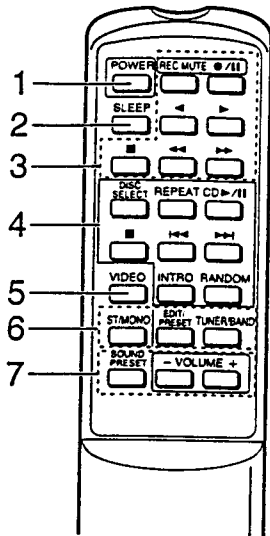 1 POWER REC MUTE ●/II
2 SLEEP ◄ ►
3 ■ ◄◄ ►►
4 DISC SELECT REPEAT CD ►/II
■ I◄◄ ►►I
5 VIDEO INTRO RANDOM
6 ST/MONO EDIT/PRESET TUNER/BAND
7 SOUND PRESET − VOLUME +